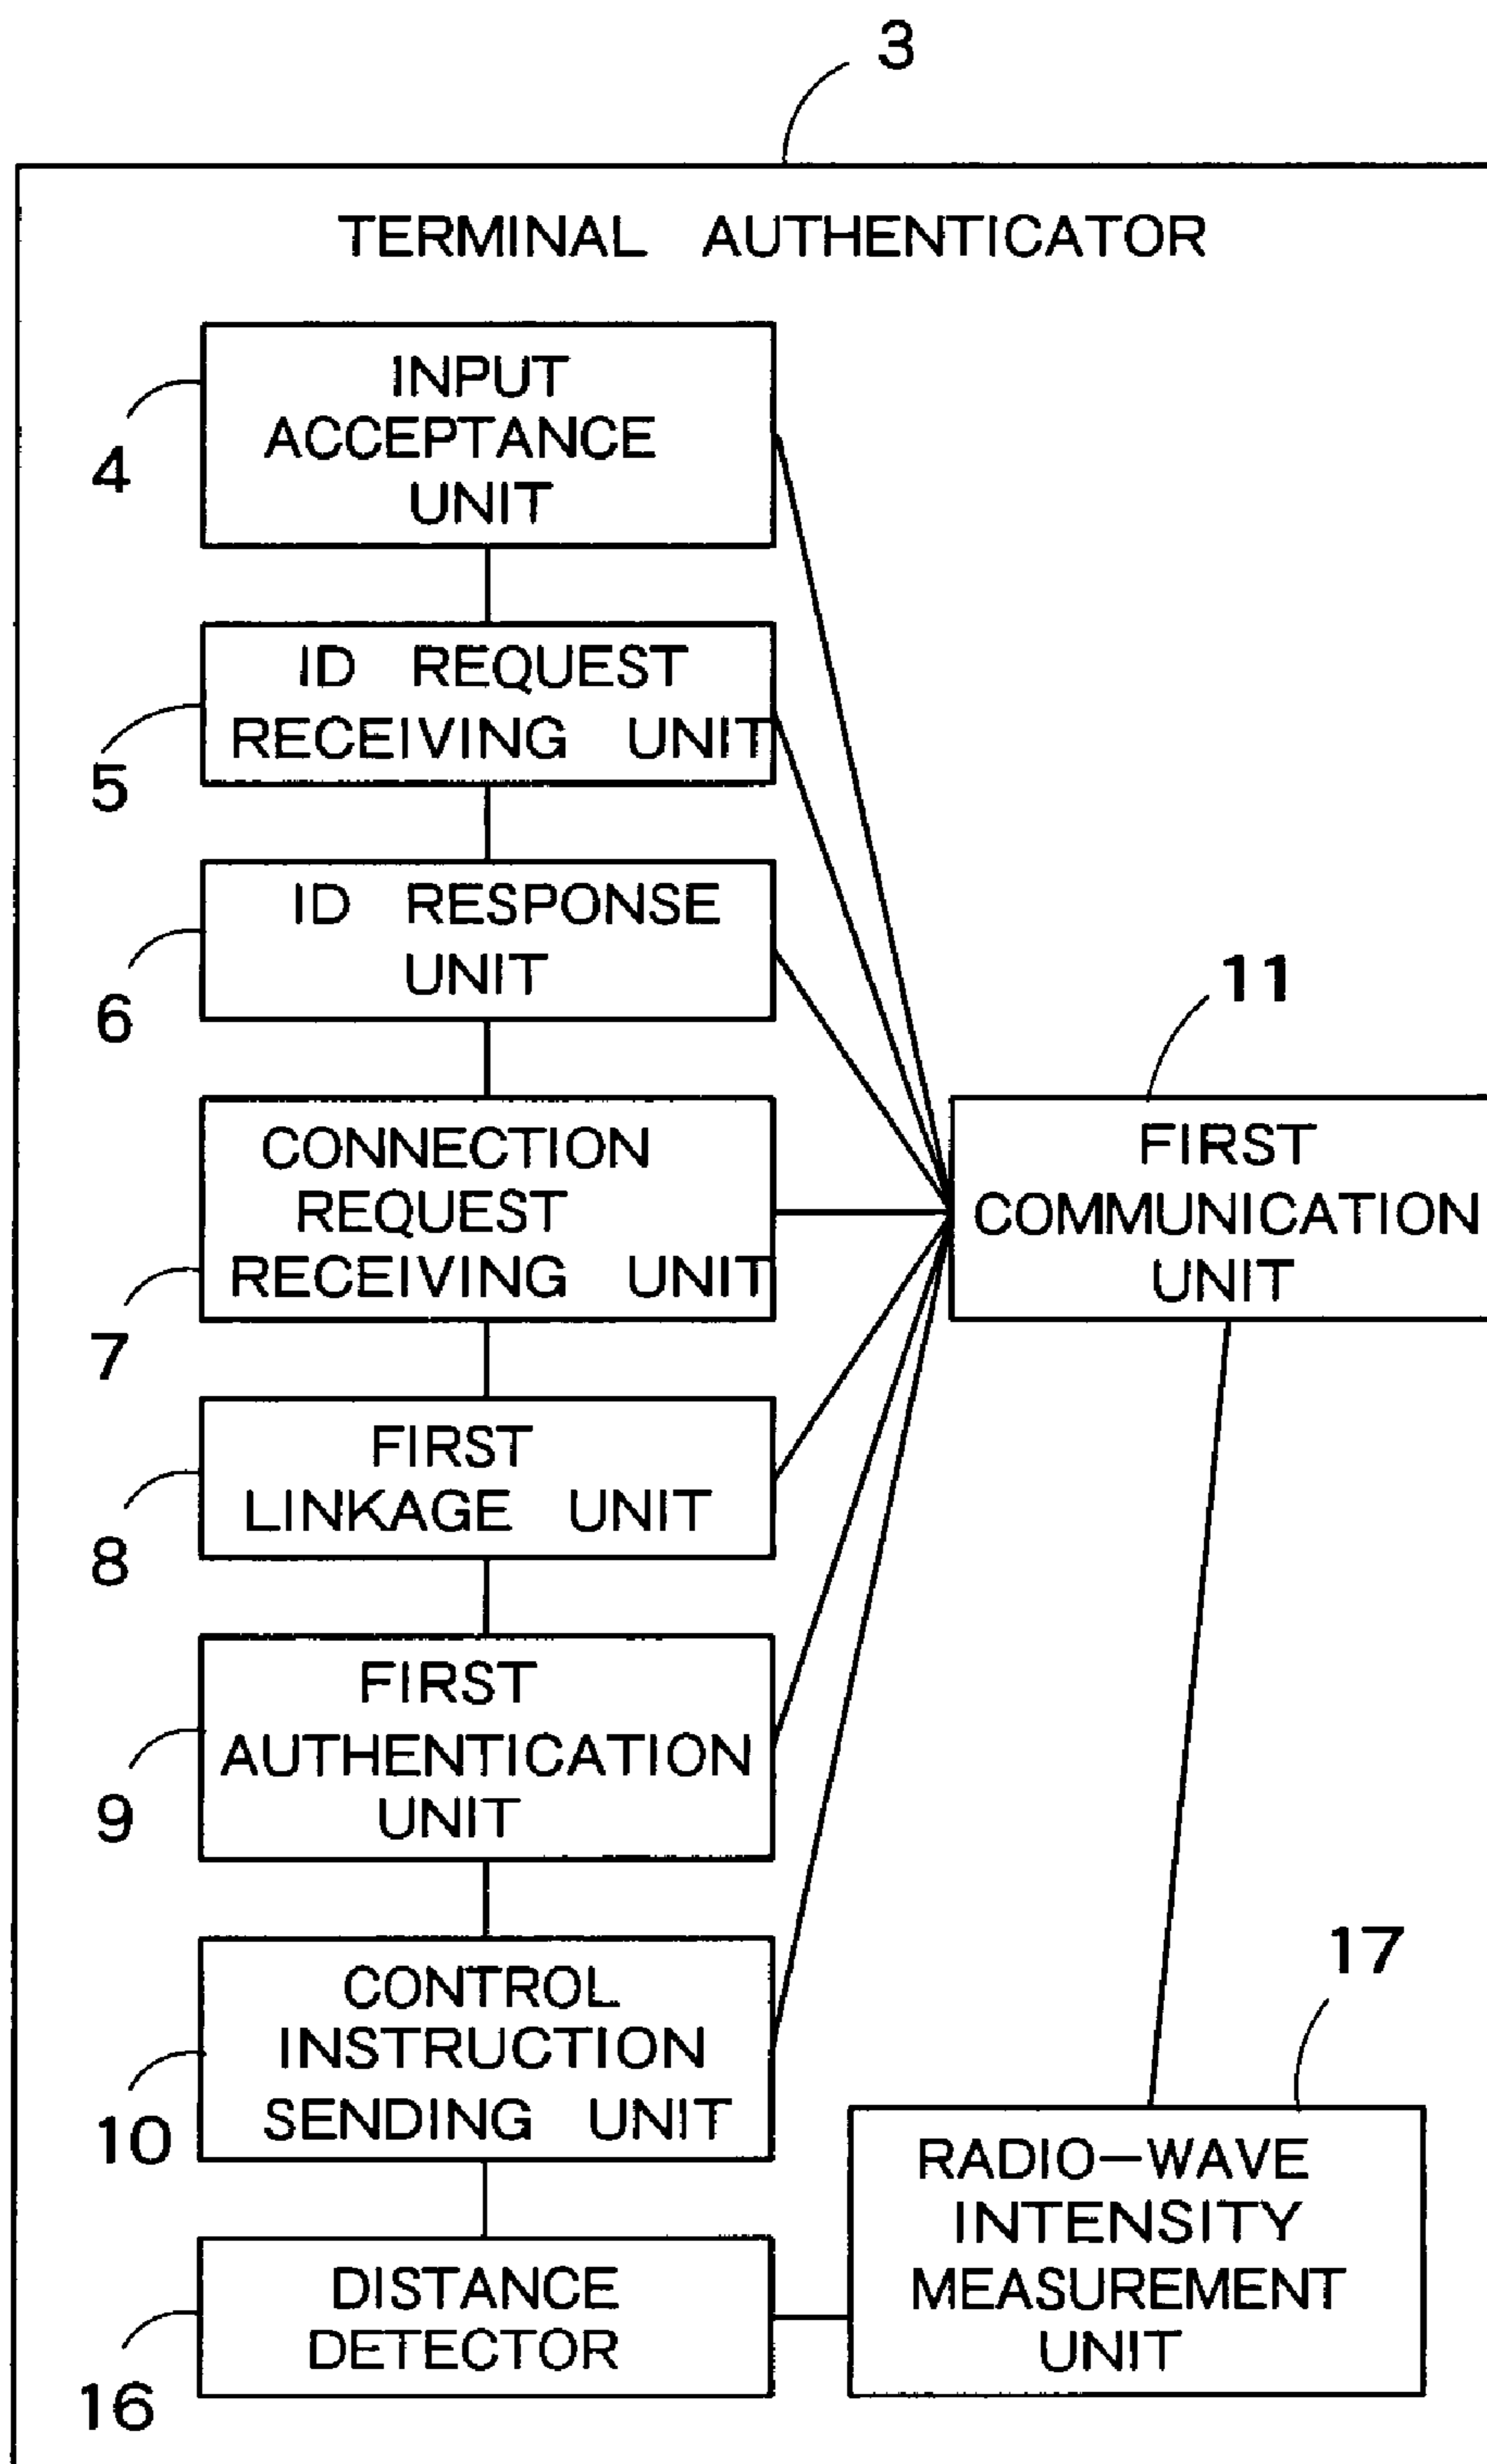 3
TERMINAL AUTHENTICATOR
INPUT
ACCEPTANCE
UNIT
4
ID REQUEST
RECEIVING UNIT
5
ID RESPONSE
UNIT
6
CONNECTION
REQUEST
RECEIVING UNIT
7
11
FIRST
COMMUNICATION
UNIT
FIRST
LINKAGE UNIT
8
FIRST
AUTHENTICATION
UNIT
9
CONTROL
INSTRUCTION
SENDING UNIT
10
17
RADIO-WAVE
INTENSITY
MEASUREMENT
UNIT
DISTANCE
DETECTOR
16